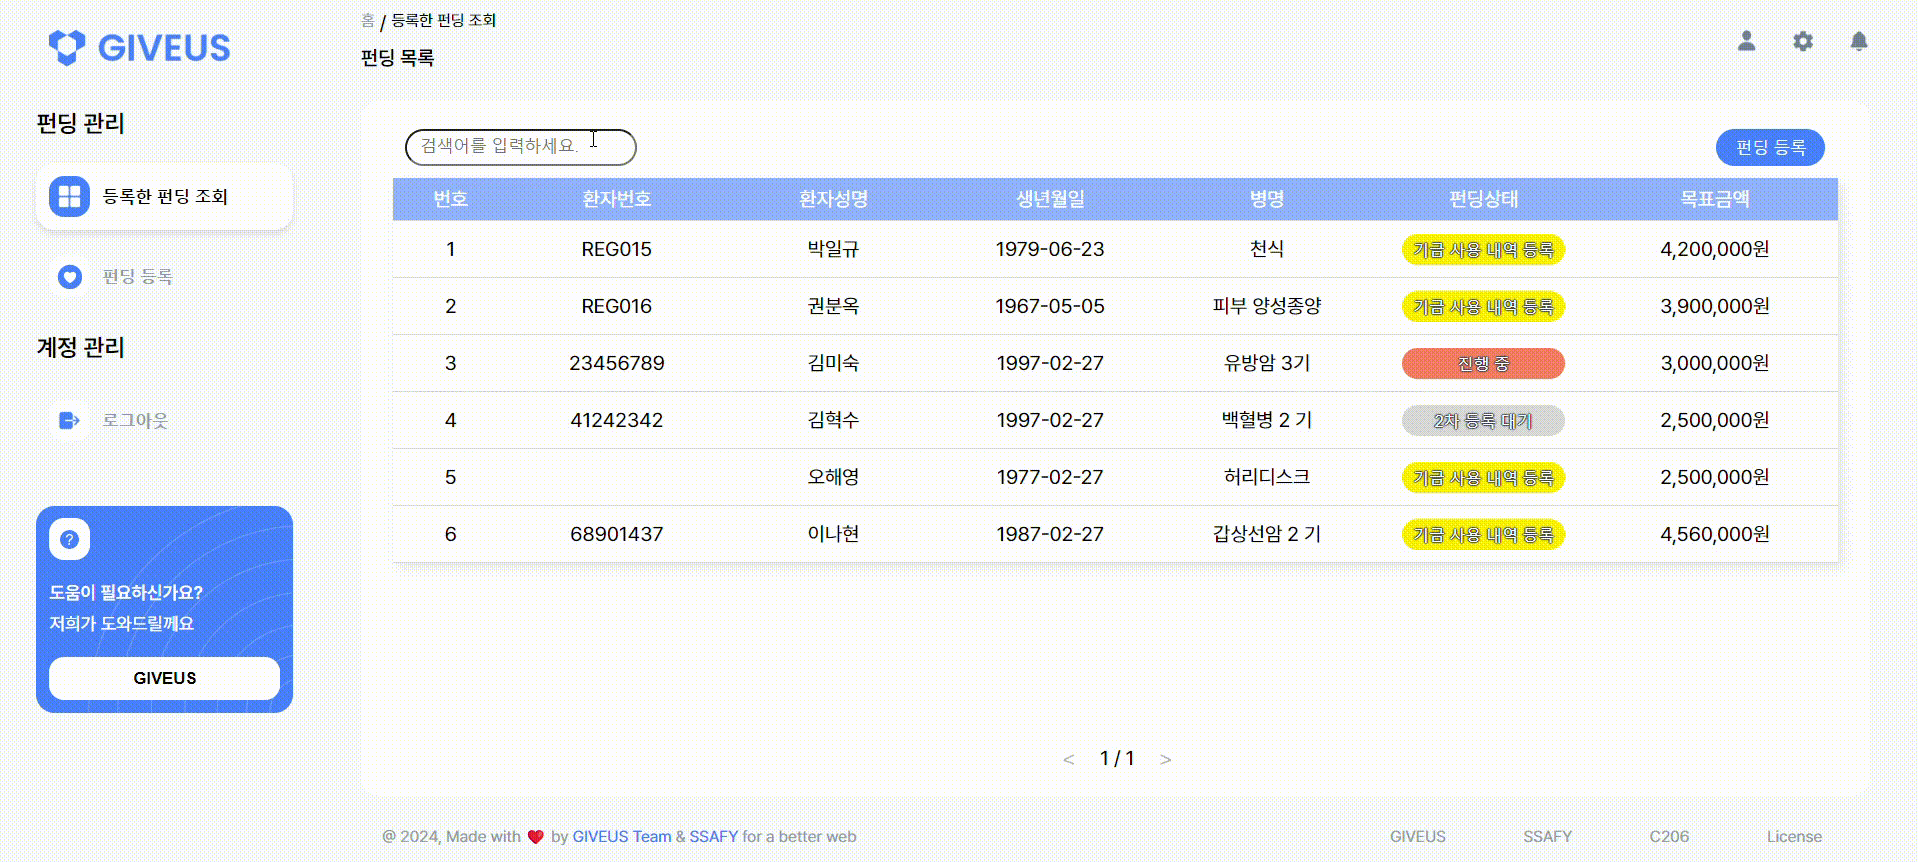 GIVEUS
홈 / 등록한 펀딩 조회
펀딩 목록
펀딩 관리
등록한 펀딩 조회
펀딩 등록
계정 관리
로그아웃
?
도움이 필요하신가요?
저희가 도와드릴께요
GIVEUS
검색어를 입력하세요.
펀딩 등록
번호 환자번호 환자성명 생년월일 병명 펀딩상태 목표금액
1 REG015 박일규 1979-06-23 천식 기금 사용 내역 등록 4,200,000원
2 REG016 권분옥 1967-05-05 피부 양성종양 기금 사용 내역 등록 3,900,000원
3 23456789 김미숙 1997-02-27 유방암 3기 진행 중 3,000,000원
4 41242342 김혁수 1997-02-27 백혈병 2 기 2차 등록 대기 2,500,000원
5 오해영 1977-02-27 허리디스크 기금 사용 내역 등록 2,500,000원
6 68901437 이나현 1987-02-27 갑상선암 2 기 기금 사용 내역 등록 4,560,000원
< 1 / 1 >
@ 2024, Made with ❤️ by GIVEUS Team & SSAFY for a better web
GIVEUS SSAFY C206 License